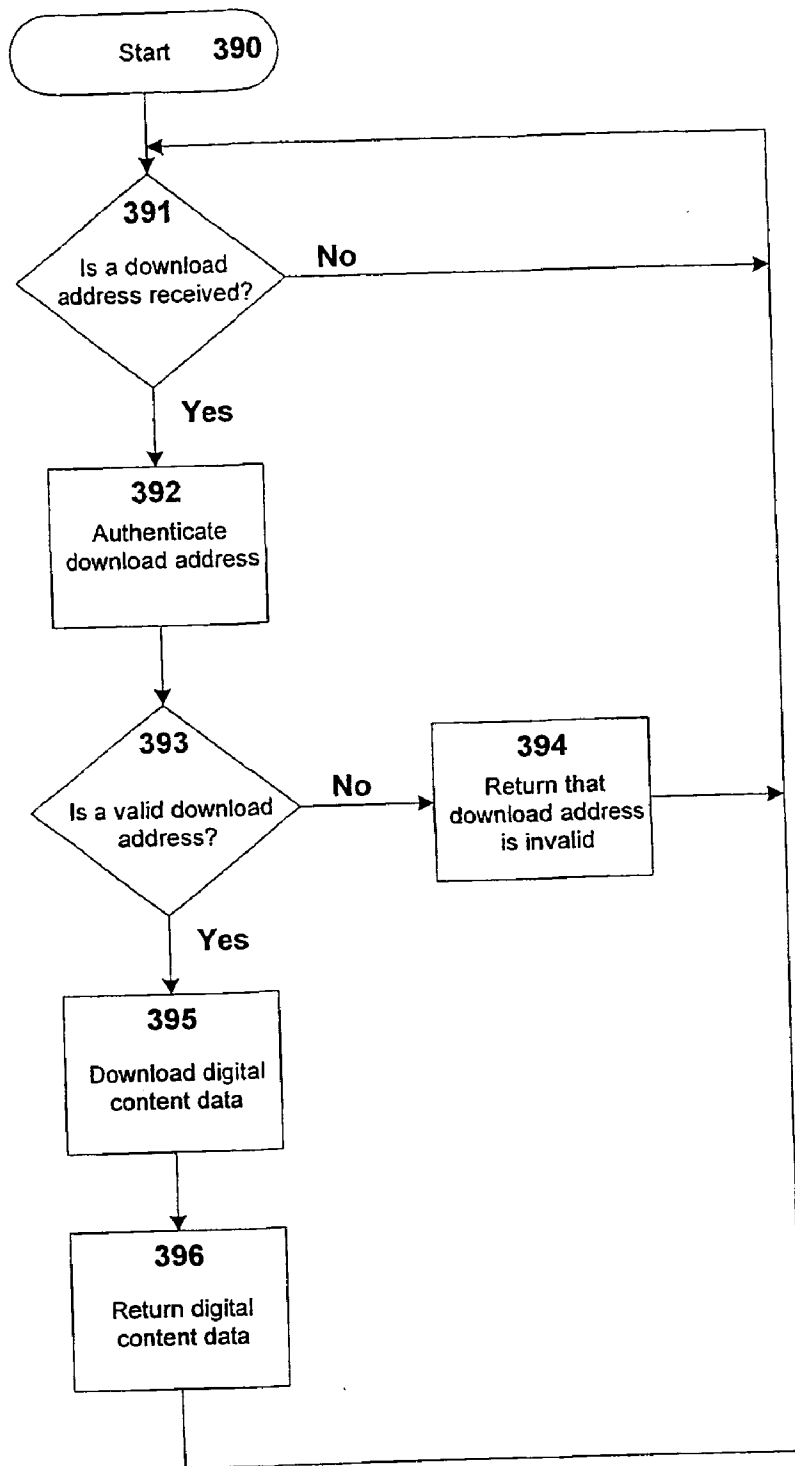 Start 390
391
Is a download
address received?
No
Yes
392
Authenticate
download address
393
Is a valid download
address?
No
394
Return that
download address
is invalid
Yes
395
Download digital
content data
396
Return digital
content data